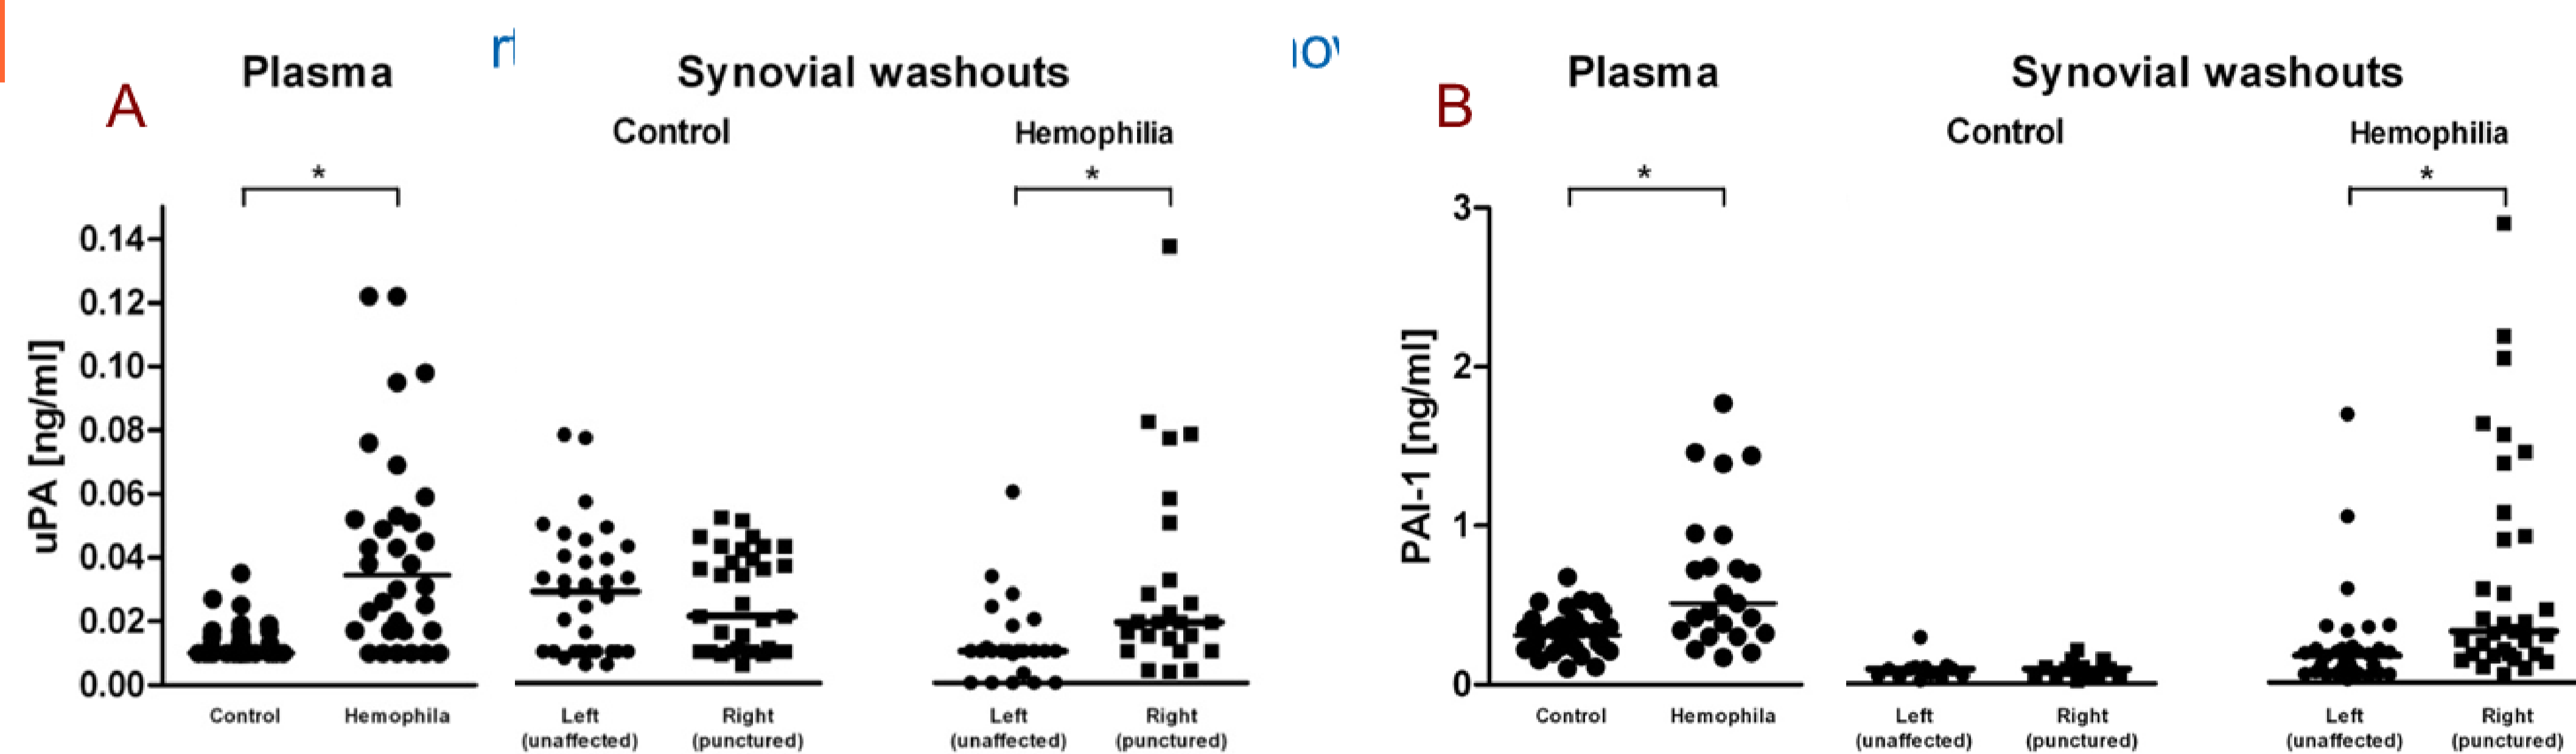 Plasma
Synovial washouts
A
Control
Hemophilia
*
*
uPA [ng/ml]
0.14
0.12
0.10
0.08
0.06
0.04
0.02
0.00
Control
Hemophila
Left
(unaffected)
Right
(punctured)
Left
(unaffected)
Right
(punctured)
Plasma
Synovial washouts
B
Control
Hemophilia
*
*
PAI-1 [ng/ml]
3
2
1
0
Control
Hemophila
Left
(unaffected)
Right
(punctured)
Left
(unaffected)
Right
(punctured)